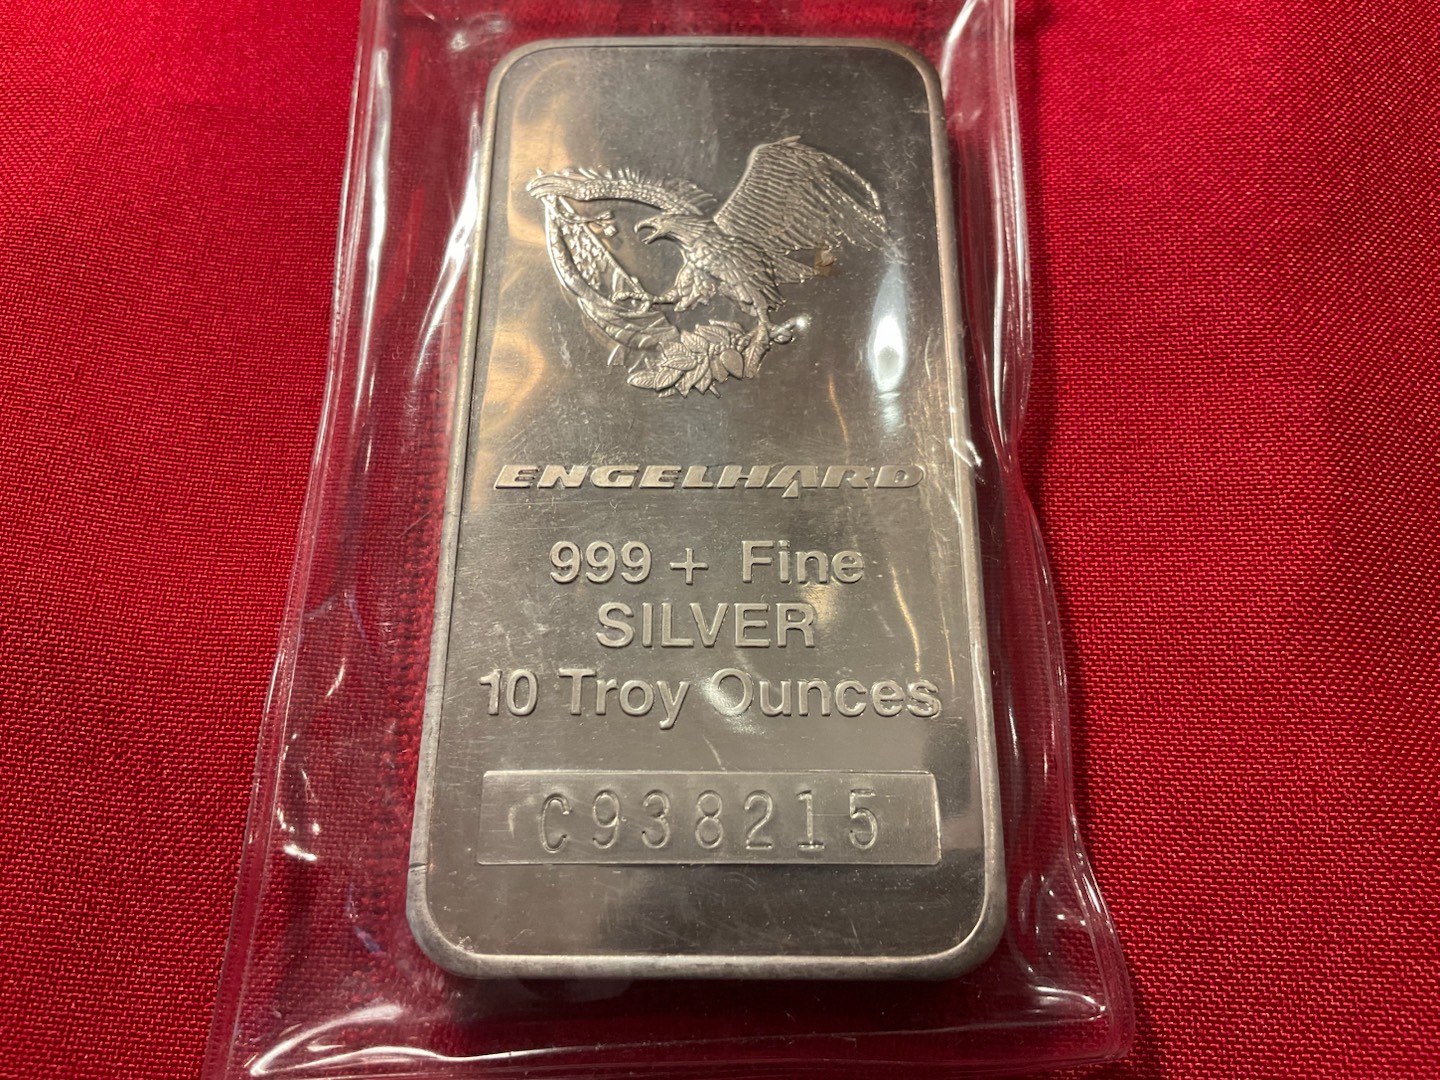 ENGELHARD
999 + Fine
SILVER
10 Troy Ounces
C938215